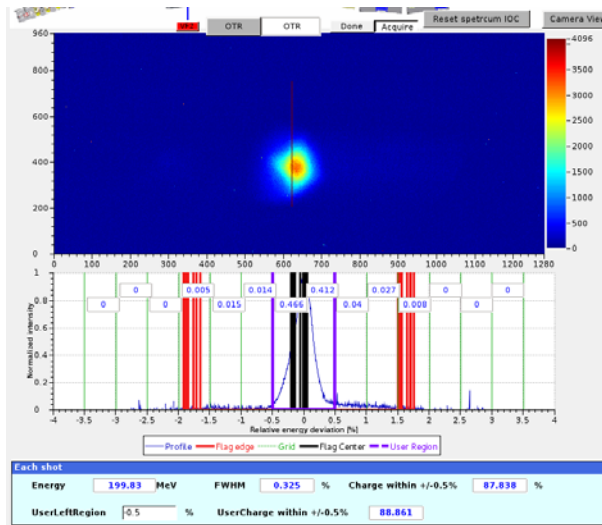 VF2 OTR OTR Done Acquire Reset spetrcum IOC Camera View
960
4096
800
3500
3000
600
2500
2000
400
1500
200
1000
500
0
0
0 100 200 300 400 500 600 700 800 900 1000 1100 1280
1
0 0.005 0.014 0.412 0.027 0 0
0 0 0.015 0.466 0.04 0.008 0
0.8
0.6
0.4
0.2
0
Normalized intensity
-4 -3.5 -3 -2.5 -2 -1.5 -1 -0.5 0 0.5 1 1.5 2 2.5 3 3.5 4
Relative energy deviation [%]
Profile Flag edge Grid Flag Center User Region
Each shot
Energy 199.83 MeV FWHM 0.325 % Charge within +/-0.5% 87.838 %
UserLeftRegion -0.5 % UserCharge within +/-0.5% 88.861